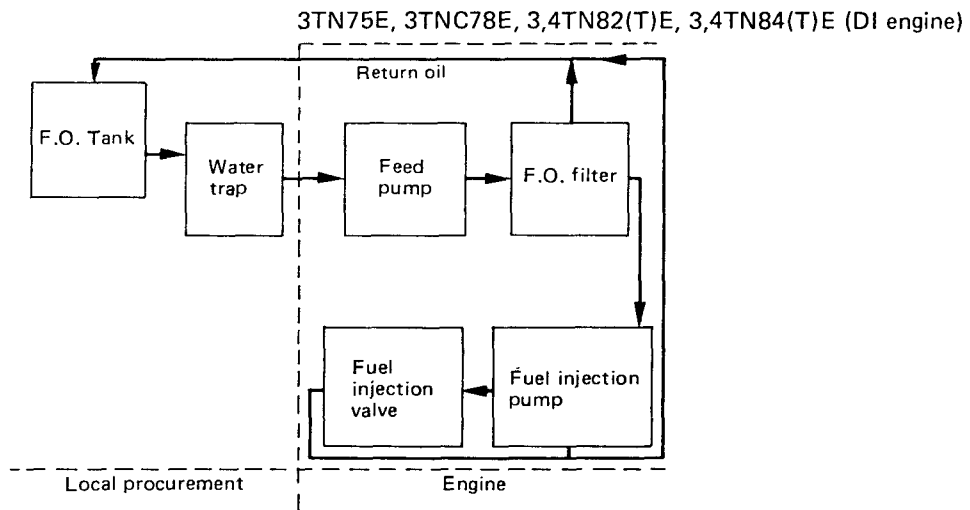 3TN75E, 3TNC78E, 3,4TN82(T)E, 3,4TN84(T)E (DI engine)
Return oil
F.O. Tank
Water
trap
Feed
pump
F.O. filter
Fuel
injection
valve
Fuel injection
pump
Local procurement
Engine